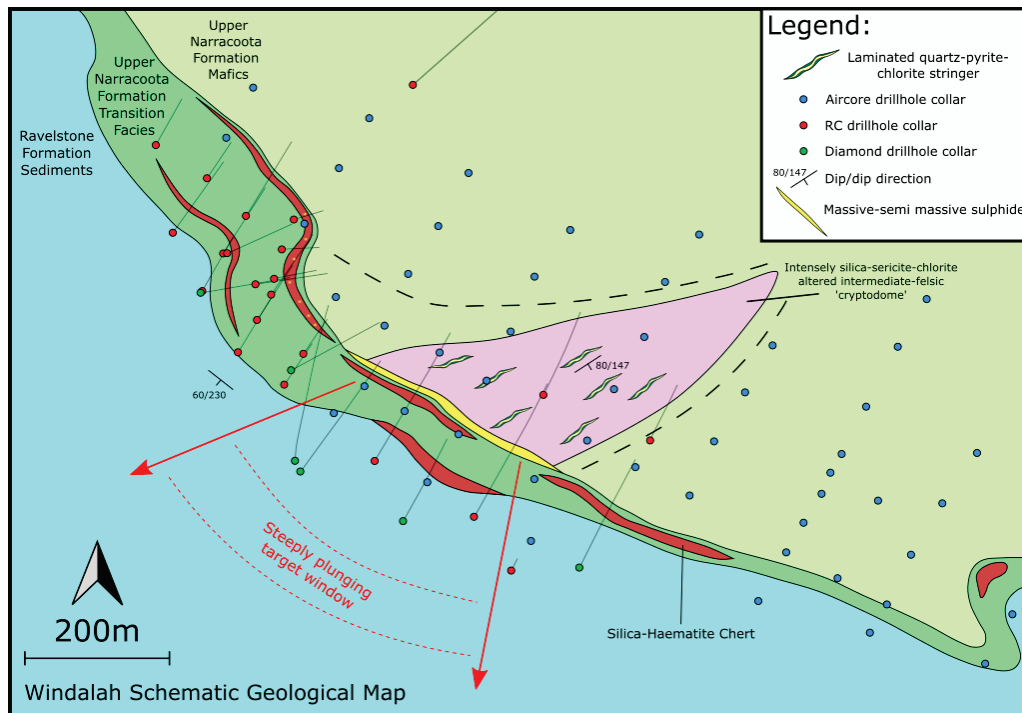 Upper
Narracoota
Formation
Mafics
Upper
Narracoota
Formation
Transition
Facies
Ravelstone
Formation
Sediments
Legend:
Laminated quartz-pyrite-
chlorite stringer
Aircore drillhole collar
RC drillhole collar
Diamond drillhole collar
80/147
Dip/dip direction
Massive-semi massive sulphide
Intensely silica-sericite-chlorite
altered intermediate-felsic
'cryptodome'
80/147
60/230
Steeply plunging
target window
Silica-Haematite Chert
200m
Windalah Schematic Geological Map